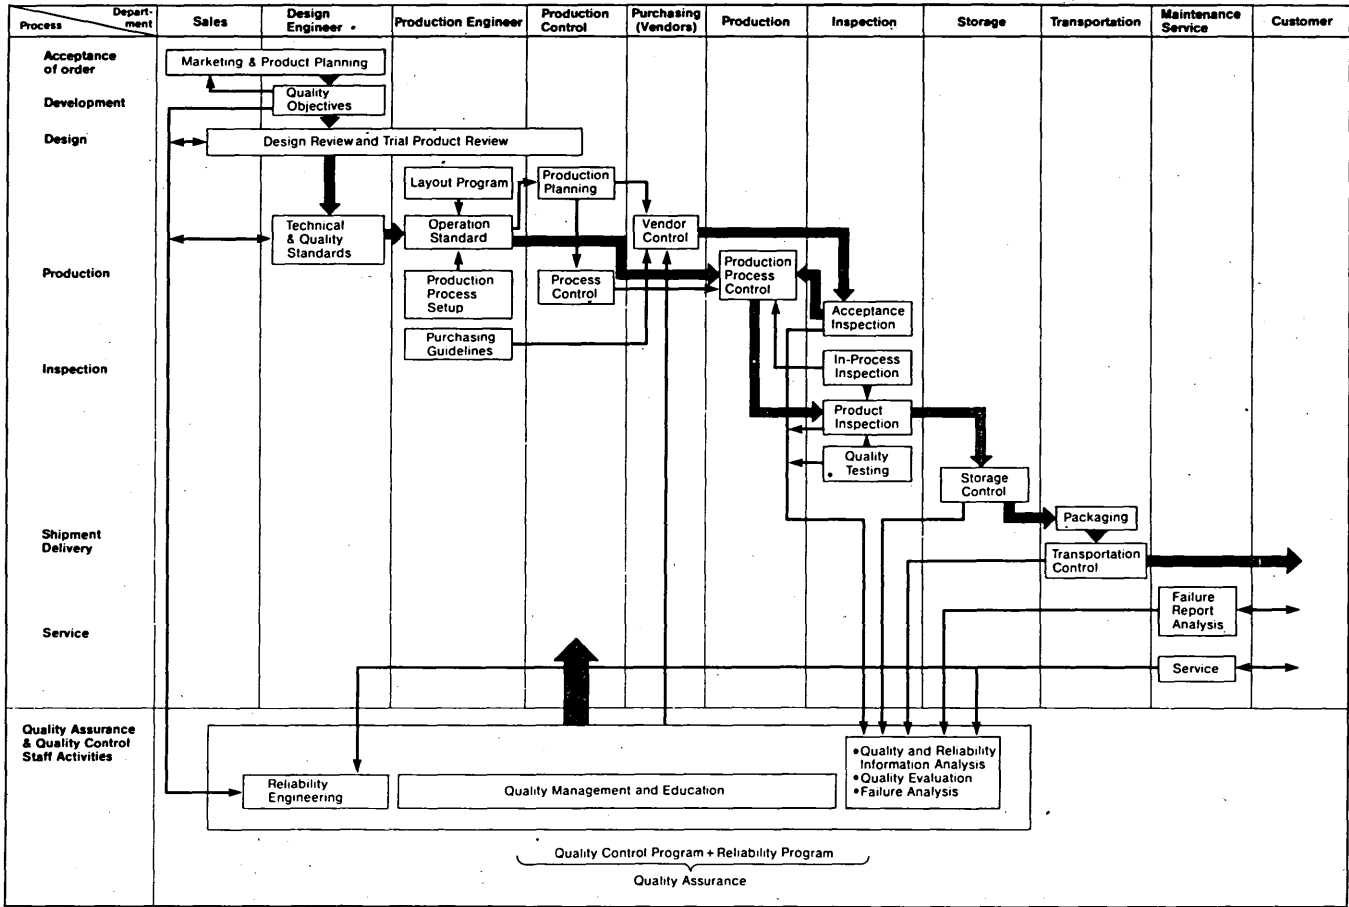 Process
Depart-
ment
Sales
Design
Engineer
Production Engineer
Production
Control
Purchasing
(Vendors)
Production
Inspection
Storage
Transportation
Maintenance
Service
Customer
Acceptance
of order
Marketing & Product Planning
Development
Quality
Objectives
Design
Design Review and Trial Product Review
Layout Program
Production
Planning
Technical
& Quality
Standards
Operation
Standard
Vendor
Control
Production
Production
Process
Setup
Process
Control
Production
Process
Control
Acceptance
Inspection
Purchasing
Guidelines
Inspection
In-Process
Inspection
Product
Inspection
Quality
Testing
Storage
Control
Shipment
Delivery
Packaging
Transportation
Control
Service
Failure
Report
Analysis
Service
Quality Assurance
& Quality Control
Staff Activities
Reliability
Engineering
Quality Management and Education
•Quality and Reliability
Information Analysis
•Quality Evaluation
•Failure Analysis
Quality Control Program + Reliability Program
Quality Assurance